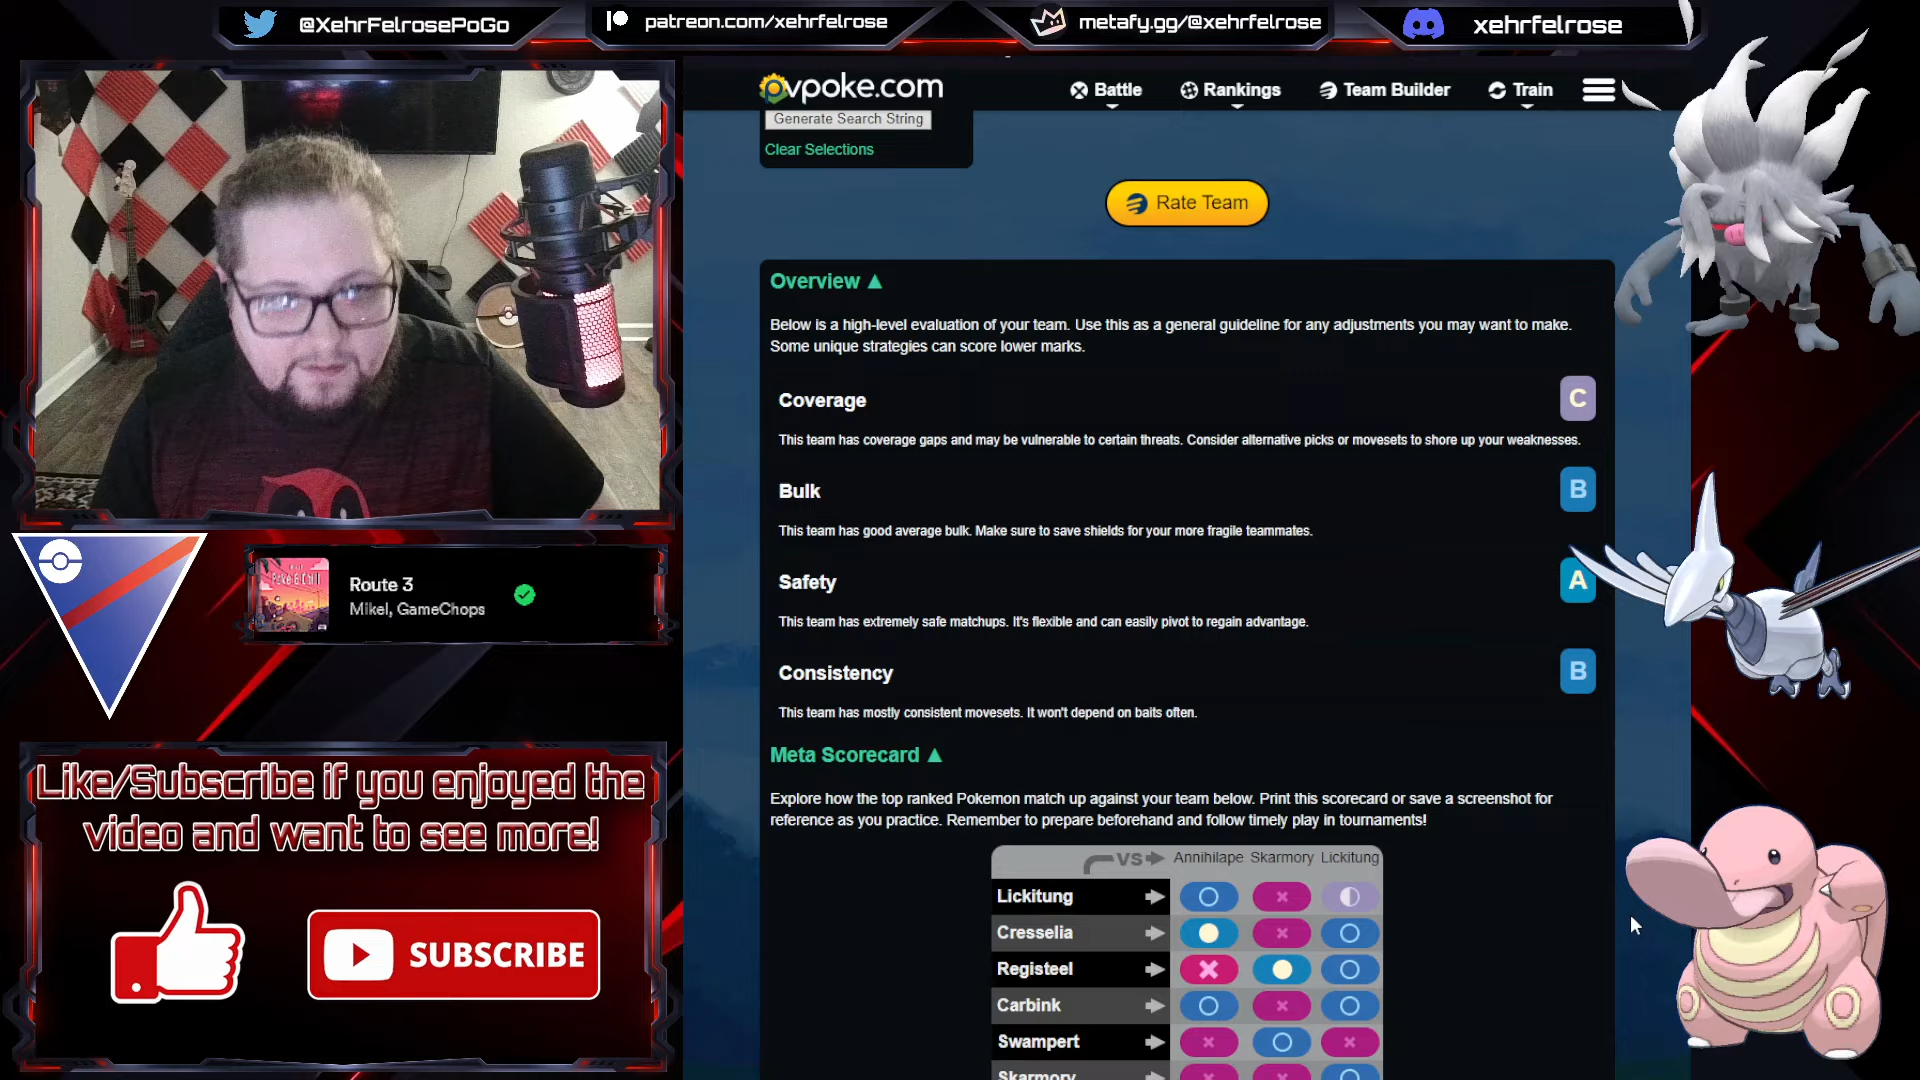 @XehrFelrosePoGo
patreon.com/xehrfelrose
metafy.gg/@xehrfelrose
xehrfelrose
pvpoke.com
Battle
Rankings
Team Builder
Train
Generate Search String
Clear Selections
Rate Team
Overview ▲
Below is a high-level evaluation of your team. Use this as a general guideline for any adjustments you may want to make.
Some unique strategies can score lower marks.
Coverage
C
This team has coverage gaps and may be vulnerable to certain threats. Consider alternative picks or movesets to shore up your weaknesses.
Bulk
B
This team has good average bulk. Make sure to save shields for your more fragile teammates.
Safety
A
This team has extremely safe matchups. It's flexible and can easily pivot to regain advantage.
Consistency
B
This team has mostly consistent movesets. It won't depend on baits often.
Meta Scorecard ▲
Explore how the top ranked Pokemon match up against your team below. Print this scorecard or save a screenshot for
reference as you practice. Remember to prepare beforehand and follow timely play in tournaments!
VS Annihilape Skarmory Lickitung
Lickitung
Cresselia
Registeel
Carbink
Swampert
Skarmory
Poké & Chill
Route 3
Mikel, GameChops
Like/Subscribe if you enjoyed the
video and want to see more!
SUBSCRIBE